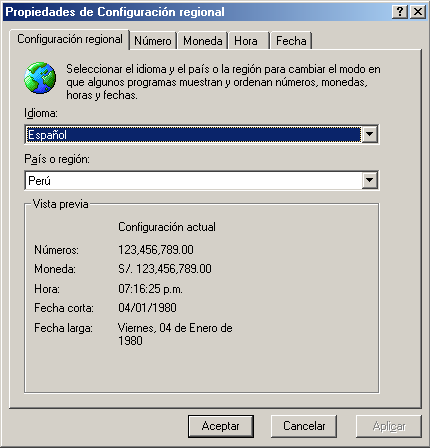 Propiedades de Configuración regional
Configuración regional Número Moneda Hora Fecha
Seleccionar el idioma y el país o la región para cambiar el modo en
que algunos programas muestran y ordenan números, monedas,
horas y fechas.
Idioma:
Español
País o región:
Perú
Vista previa
Configuración actual
Números: 123,456,789.00
Moneda: S/. 123,456,789.00
Hora: 07:16:25 p.m.
Fecha corta: 04/01/1980
Fecha larga: Viernes, 04 de Enero de
1980
Aceptar Cancelar Aplicar